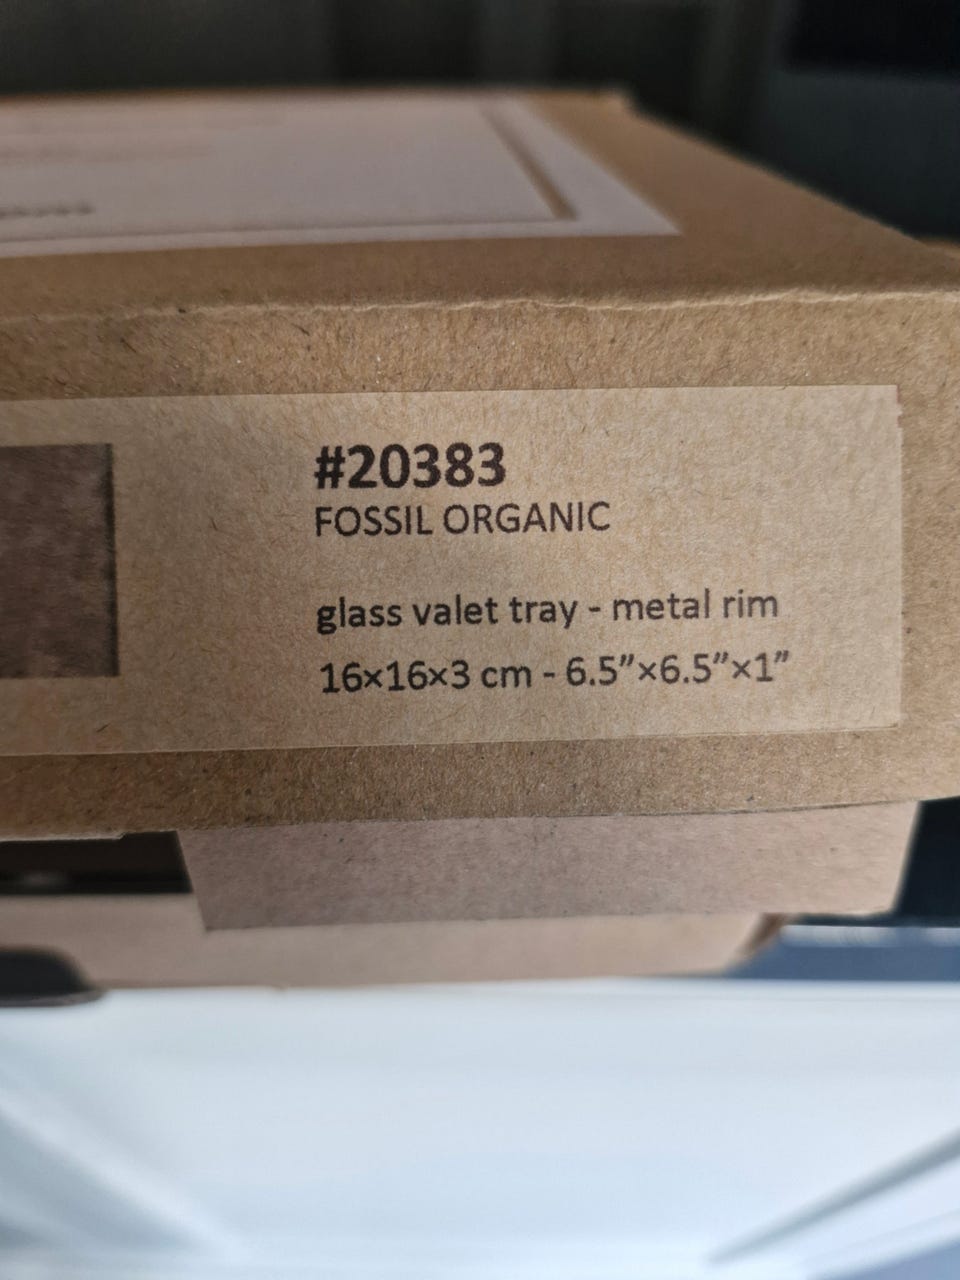 #20383
FOSSIL ORGANIC
glass valet tray - metal rim
16×16×3 cm - 6.5”×6.5”×1”